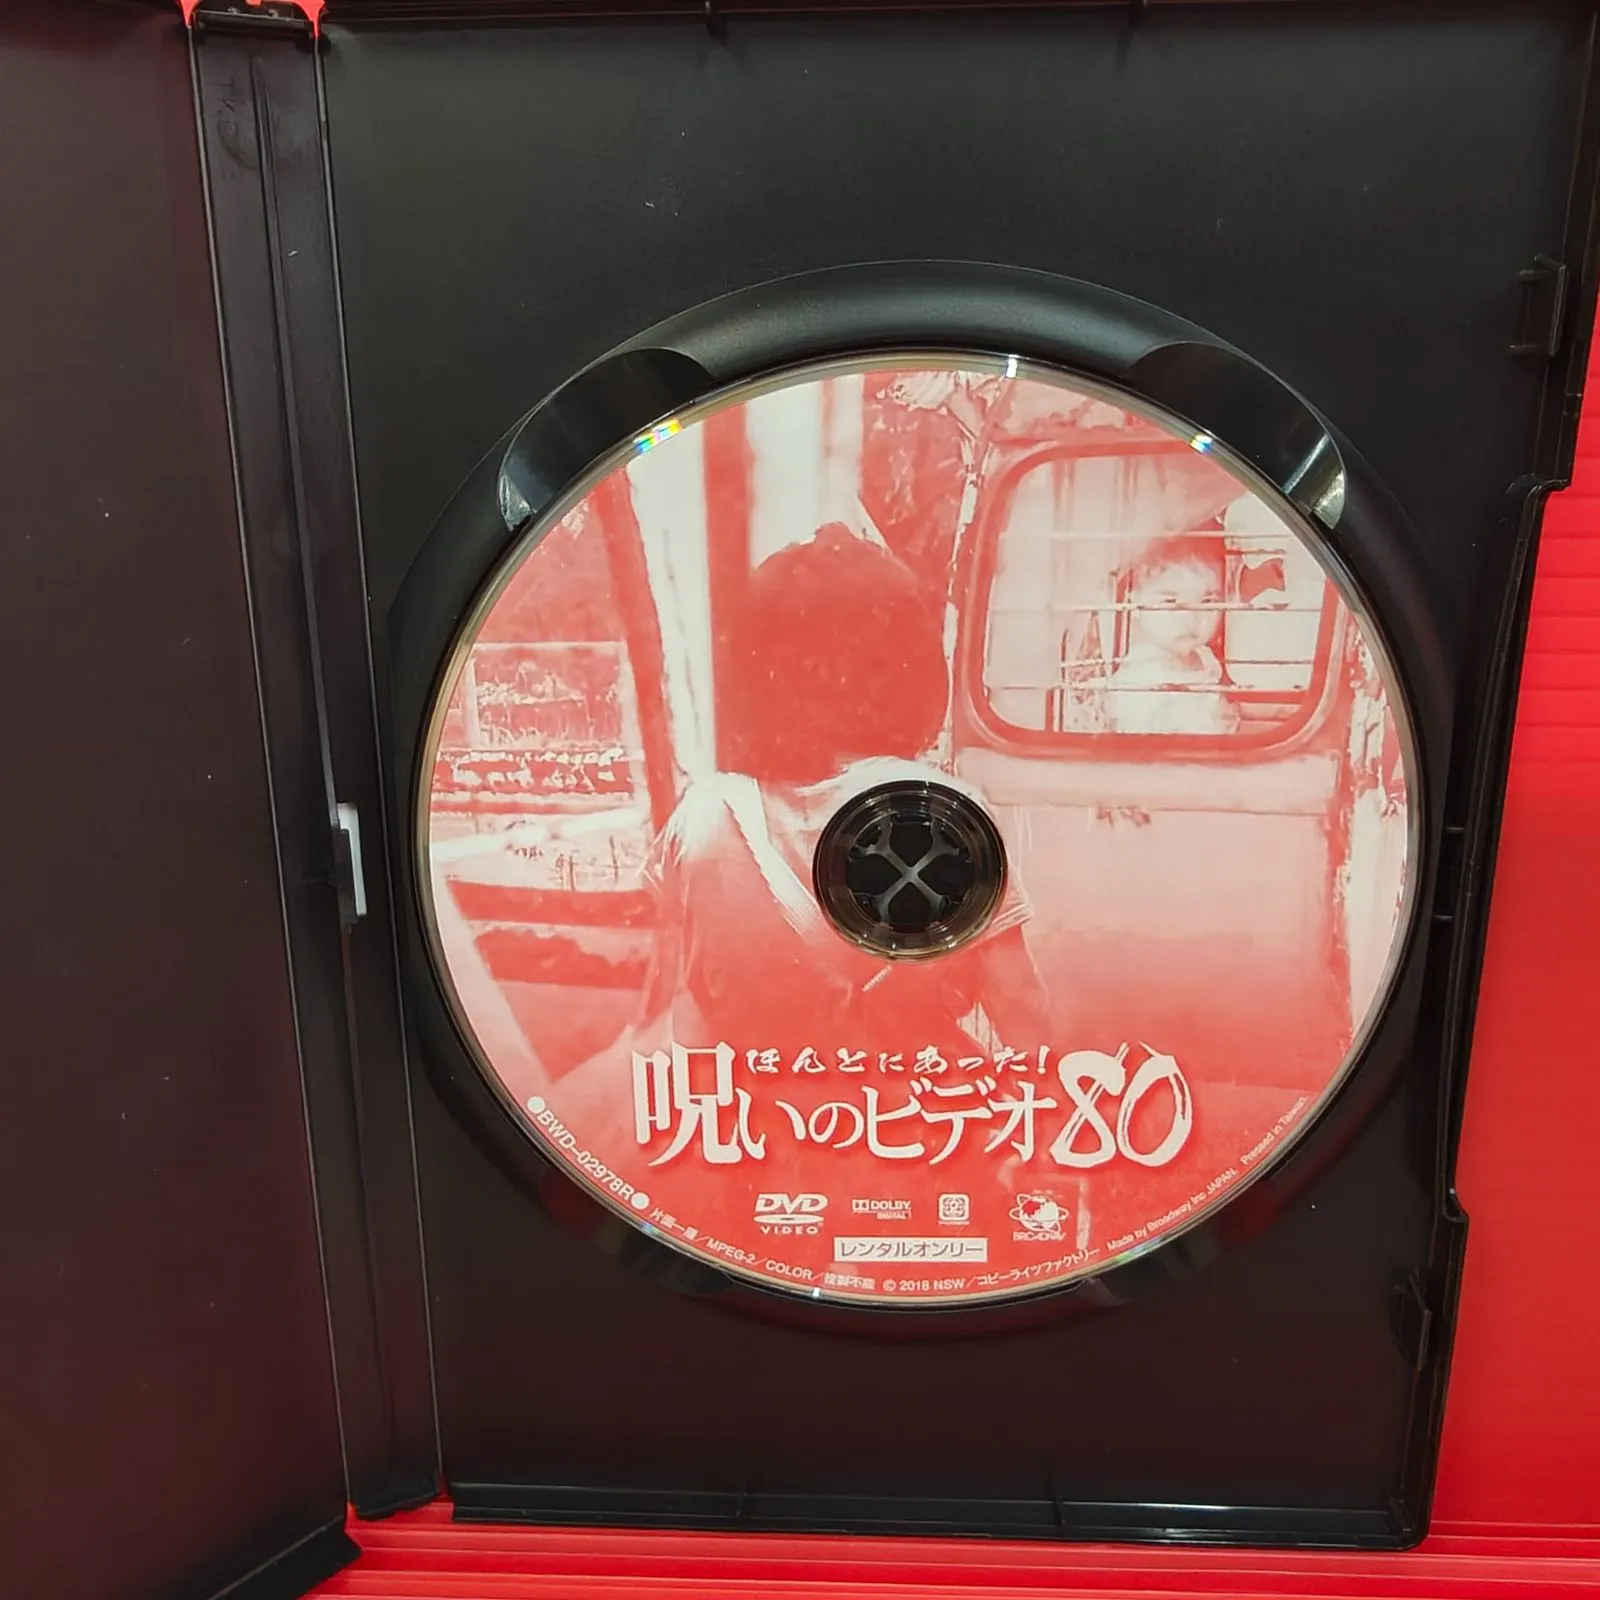 ほんとにあった!
呪いのビデオ80
DVD
VIDEO
DOLBY
DIGITAL
レンタルオンリー
●BWD-02978R●
片面一層/MPEG-2/COLOR/複製不能 © 2018 NSW/コピーライツファクトリー Made by Broadway Inc JAPAN. Pressed in Taiwan.